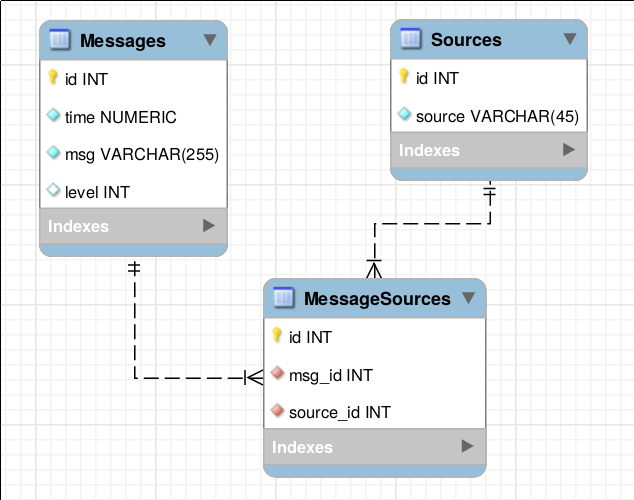 Messages
id INT
time NUMERIC
msg VARCHAR(255)
level INT
Indexes
Sources
id INT
source VARCHAR(45)
Indexes
MessageSources
id INT
msg_id INT
source_id INT
Indexes